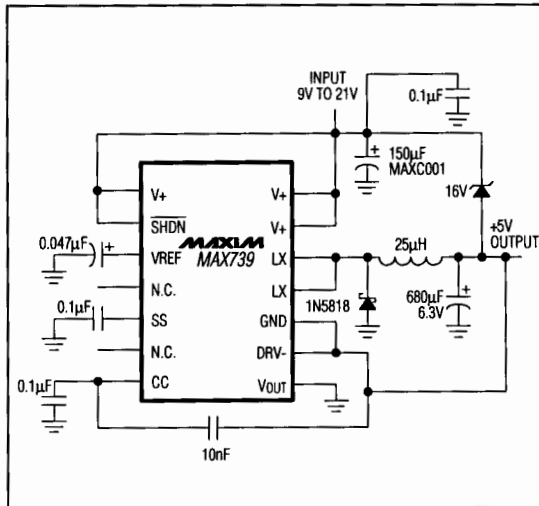 INPUT
9V TO 21V
0.1µF
150µF
MAXC001
16V
+5V
OUTPUT
V+
V+
SHDN
V+
MAXIM
MAX739
0.047µF
+
VREF
LX
25µH
N.C.
LX
1N5818
680µF
6.3V
+
+
0.1µF
SS
GND
N.C.
DRV-
0.1µF
CC
VOUT
10nF